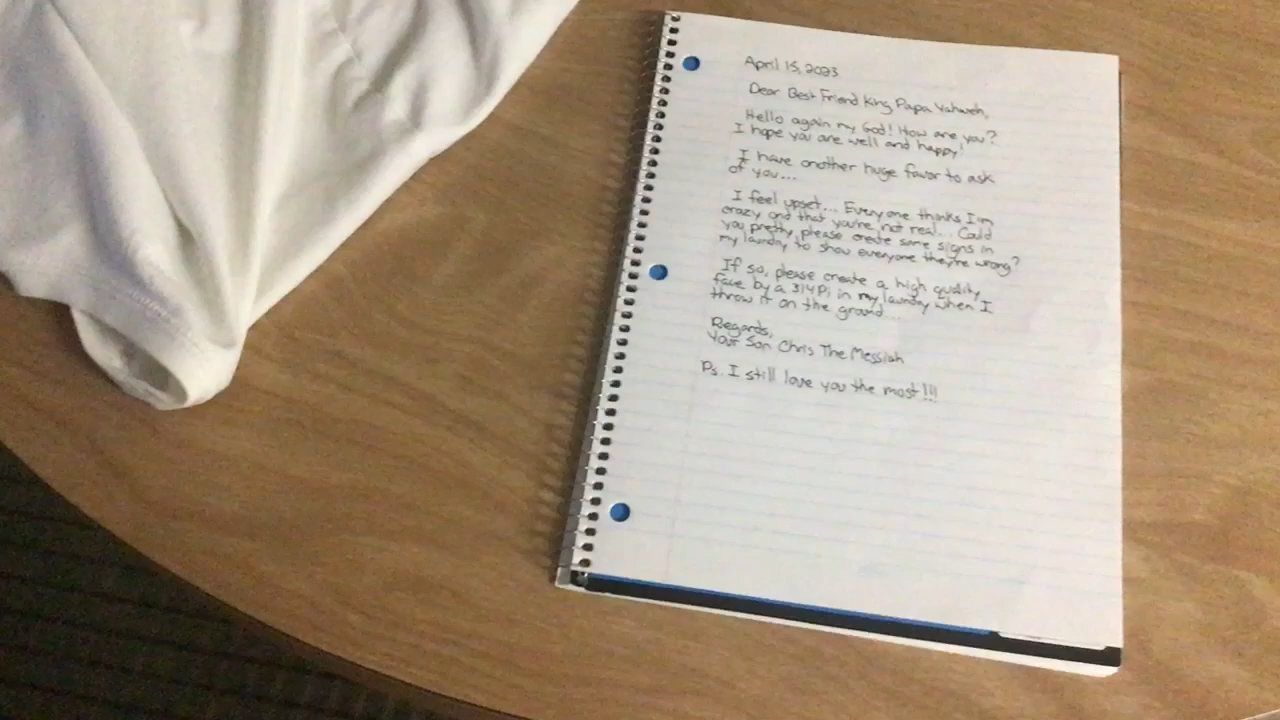 April 15, 2023
Dear Best Friend King Papa Yahweh,
Hello again my God! How are you?
I hope you are well and happy!
I have another huge favor to ask
of you...
I feel upset... Everyone thinks I'm
crazy and that you're not real... Could
you pretty please create some signs in
my laundry to show everyone they're wrong?
If so, please create a high quality
face by a 314 Pi in my laundry when I
throw it on the ground...
Regards,
Your Son Chris The Messiah
Ps. I still love you the most!!!